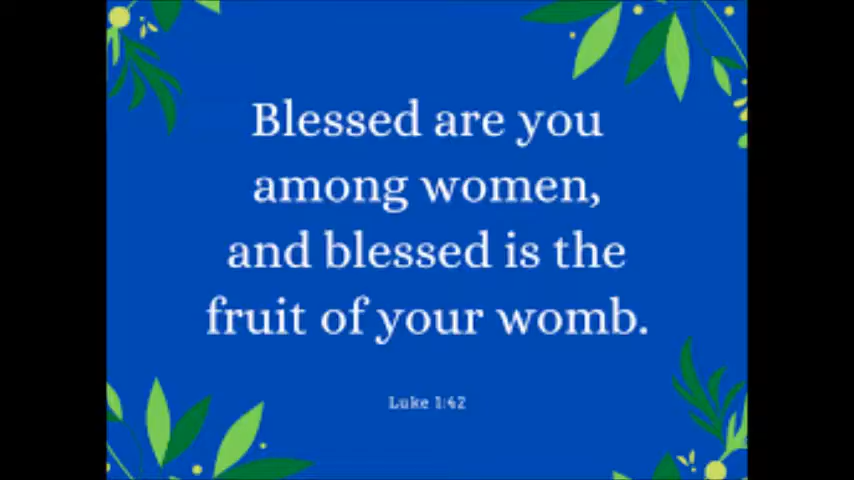 Blessed are you
among women,
and blessed is the
fruit of your womb.
Luke 1:42